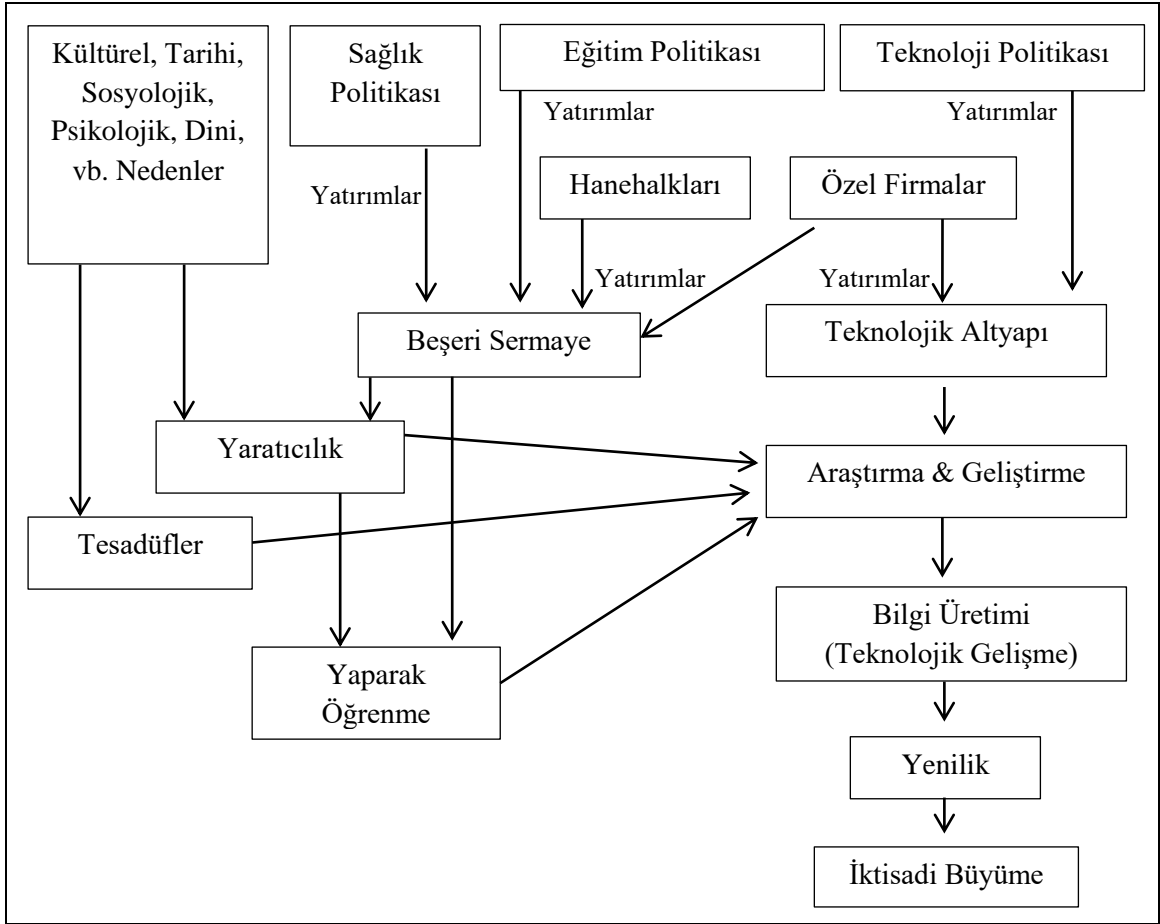 Kültürel, Tarihi,
Sosyolojik,
Psikolojik, Dini,
vb. Nedenler
Sağlık
Politikası
Eğitim Politikası
Teknoloji Politikası
Yatırımlar
Yatırımlar
Yatırımlar
Hanehalkları
Özel Firmalar
Yatırımlar
Yatırımlar
Beşeri Sermaye
Teknolojik Altyapı
Yaratıcılık
Araştırma & Geliştirme
Tesadüfler
Bilgi Üretimi
(Teknolojik Gelişme)
Yaparak
Öğrenme
Yenilik
İktisadi Büyüme